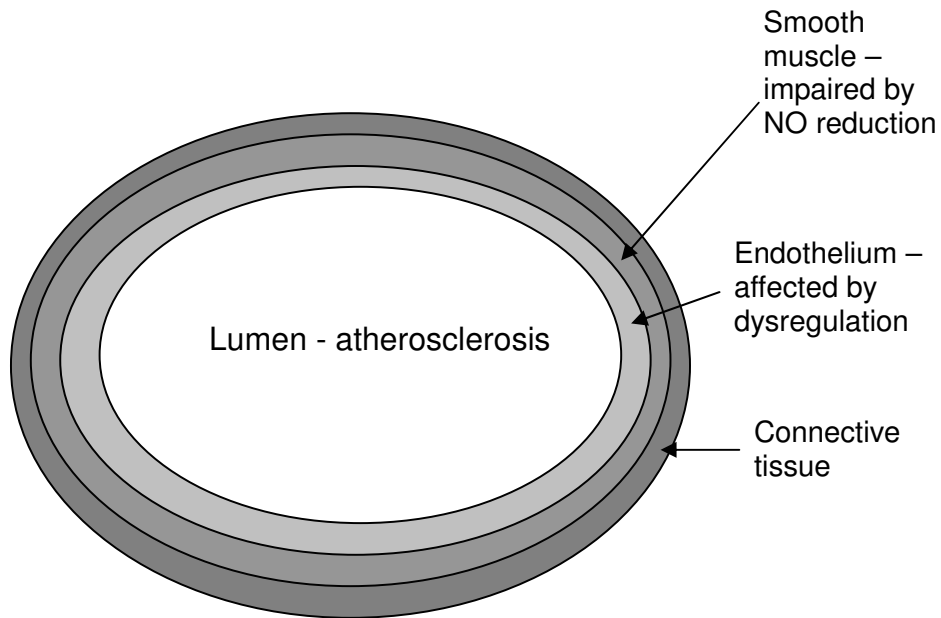 Smooth
muscle –
impaired by
NO reduction
Endothelium –
affected by
dysregulation
Lumen - atherosclerosis
Connective
tissue